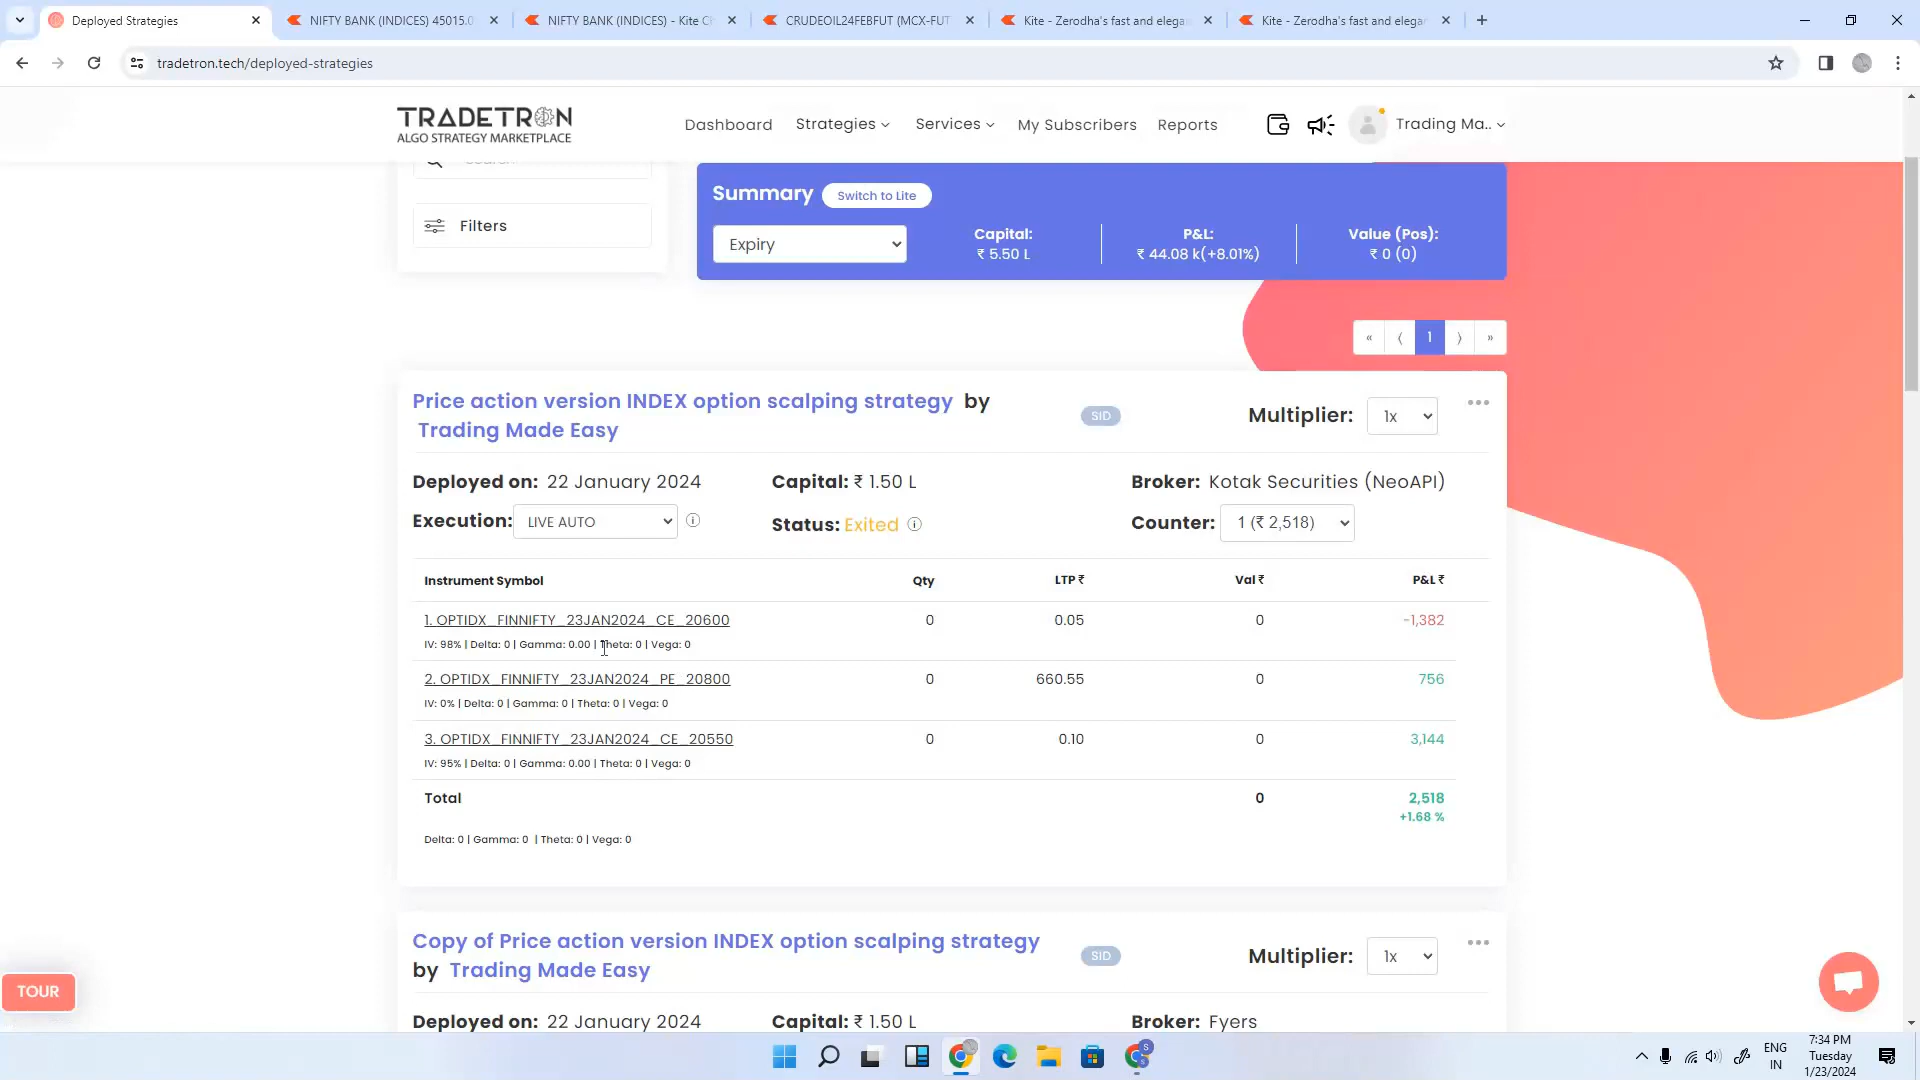 Deployed Strategies
NIFTY BANK (INDICES) 45015.0
NIFTY BANK (INDICES) - Kite Ch
CRUDEOIL24FEBFUT (MCX-FUT
Kite - Zerodha's fast and elegan
Kite - Zerodha's fast and elegan
tradetron.tech/deployed-strategies
TRADETRON
ALGO STRATEGY MARKETPLACE
Dashboard
Strategies
Services
My Subscribers
Reports
Trading Ma..
Filters
Summary
Switch to Lite
Expiry
Capital:
₹ 5.50 L
P&L:
₹ 44.08 k(+8.01%)
Value (Pos):
₹ 0 (0)
« ⟨ 1 ⟩ »
Price action version INDEX option scalping strategy by
Trading Made Easy
SID
Multiplier: 1x
Deployed on: 22 January 2024
Capital: ₹ 1.50 L
Broker: Kotak Securities (NeoAPI)
Execution: LIVE AUTO
Status: Exited
Counter: 1 (₹ 2,518)
Instrument Symbol Qty LTP ₹ Val ₹ P&L ₹
1. OPTIDX_FINNIFTY_23JAN2024_CE_20600 0 0.05 0 -1,382
IV: 98% | Delta: 0 | Gamma: 0.00 | Theta: 0 | Vega: 0
2. OPTIDX_FINNIFTY_23JAN2024_PE_20800 0 660.55 0 756
IV: 0% | Delta: 0 | Gamma: 0 | Theta: 0 | Vega: 0
3. OPTIDX_FINNIFTY_23JAN2024_CE_20550 0 0.10 0 3,144
IV: 95% | Delta: 0 | Gamma: 0.00 | Theta: 0 | Vega: 0
Total 0 2,518
+1.68 %
Delta: 0 | Gamma: 0 | Theta: 0 | Vega: 0
Copy of Price action version INDEX option scalping strategy
by Trading Made Easy
SID
Multiplier: 1x
TOUR
Deployed on: 22 January 2024
Capital: ₹ 1.50 L
Broker: Fyers
S
ENG
IN
7:34 PM
Tuesday
1/23/2024